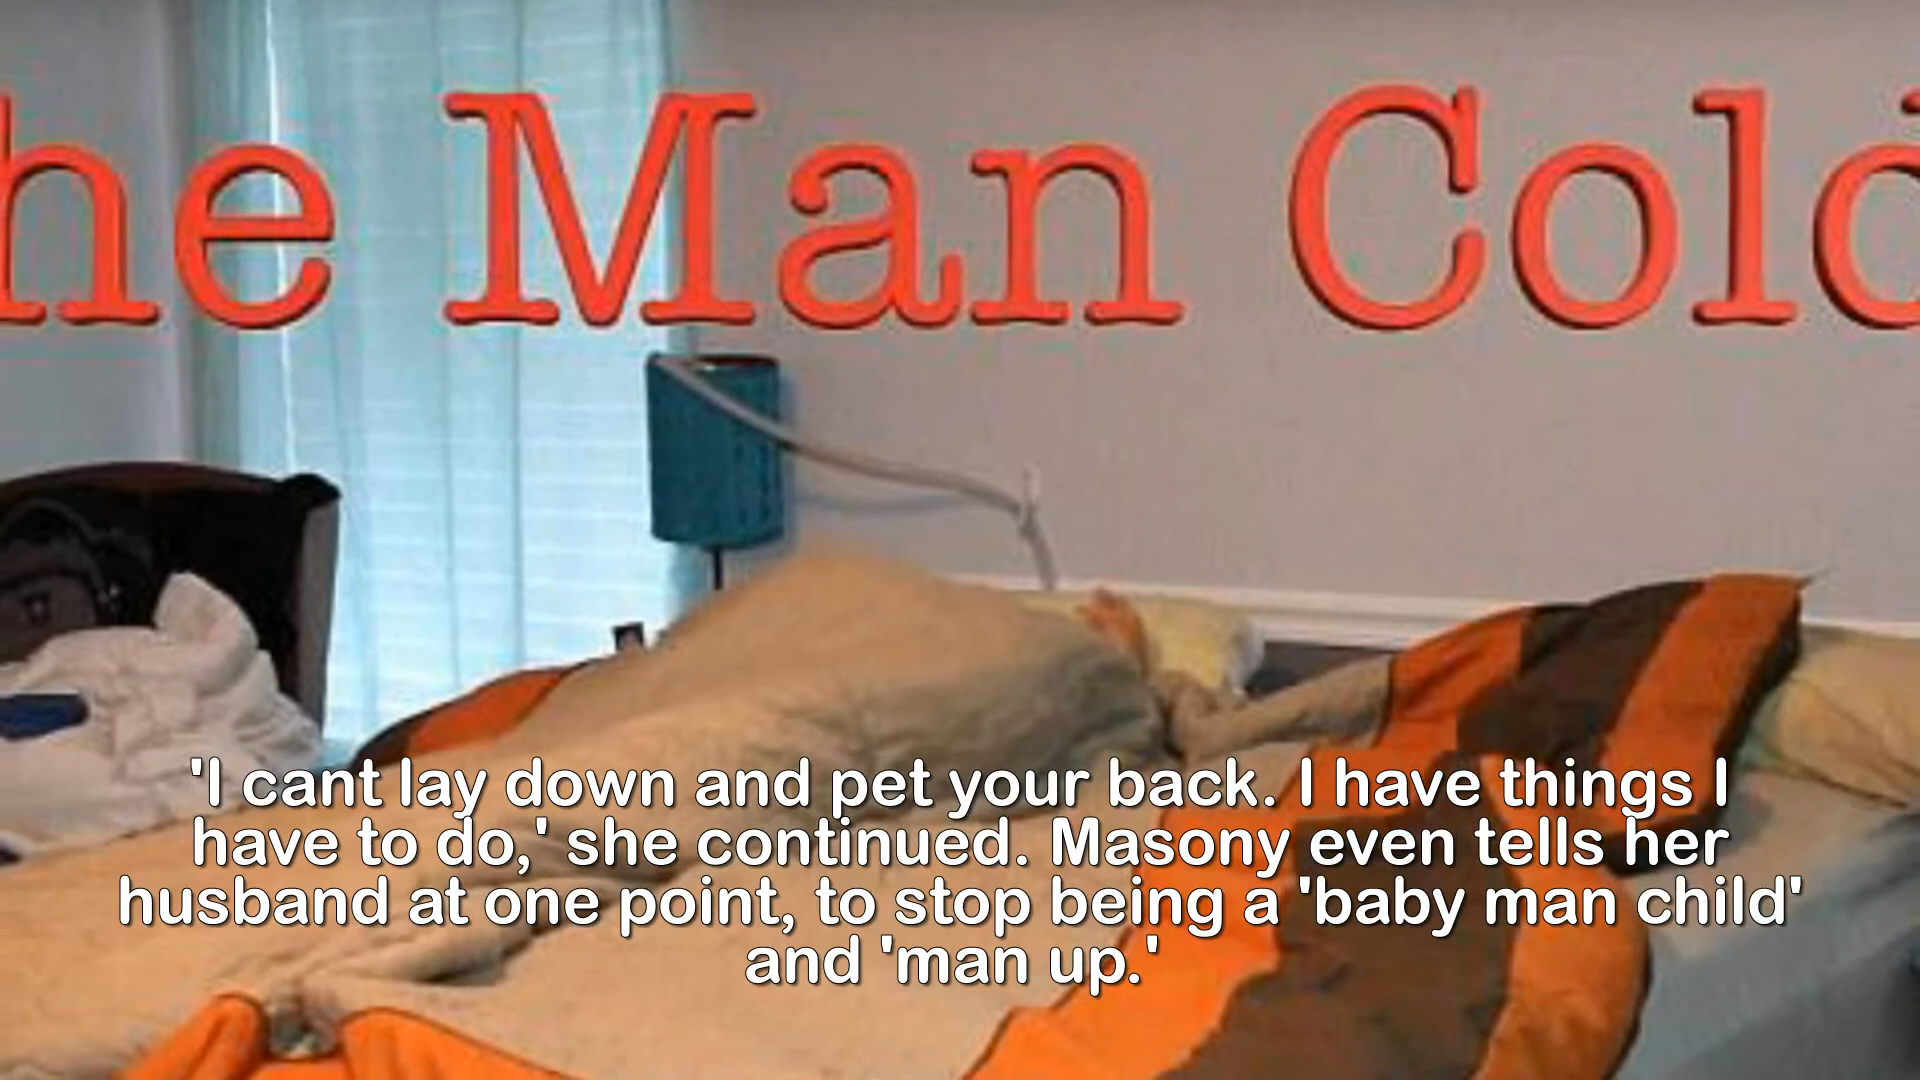 he Man Cold
'I cant lay down and pet your back. I have things I
have to do,' she continued. Masony even tells her
husband at one point, to stop being a 'baby man child'
and 'man up.'